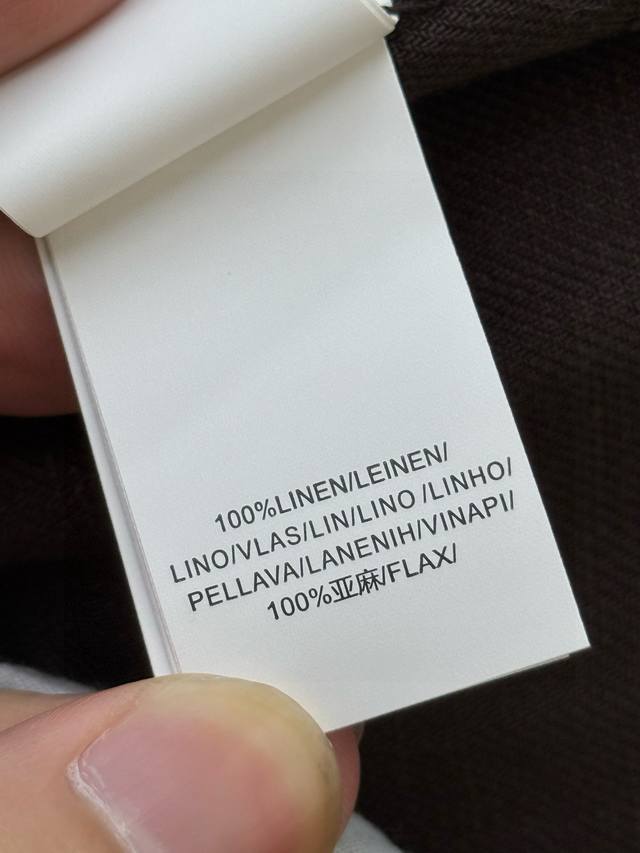 100%LINEN/LEINEN/
LINO/VLAS/LIN/LINO /LINHO/
PELLAVA/LANENIH/VINAPI/
100%亚麻/FLAX/